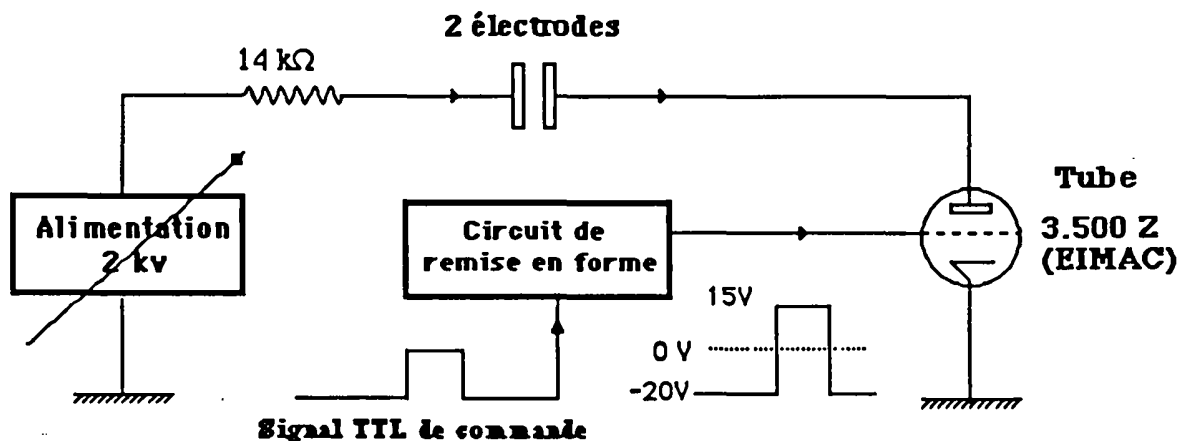 2 électrodes
14 kΩ
Alimentation
2 kv
Circuit de
remise en forme
Tube
3.500 Z
(EIMAC)
15V
0 V
-20V
Signal TTL de commande